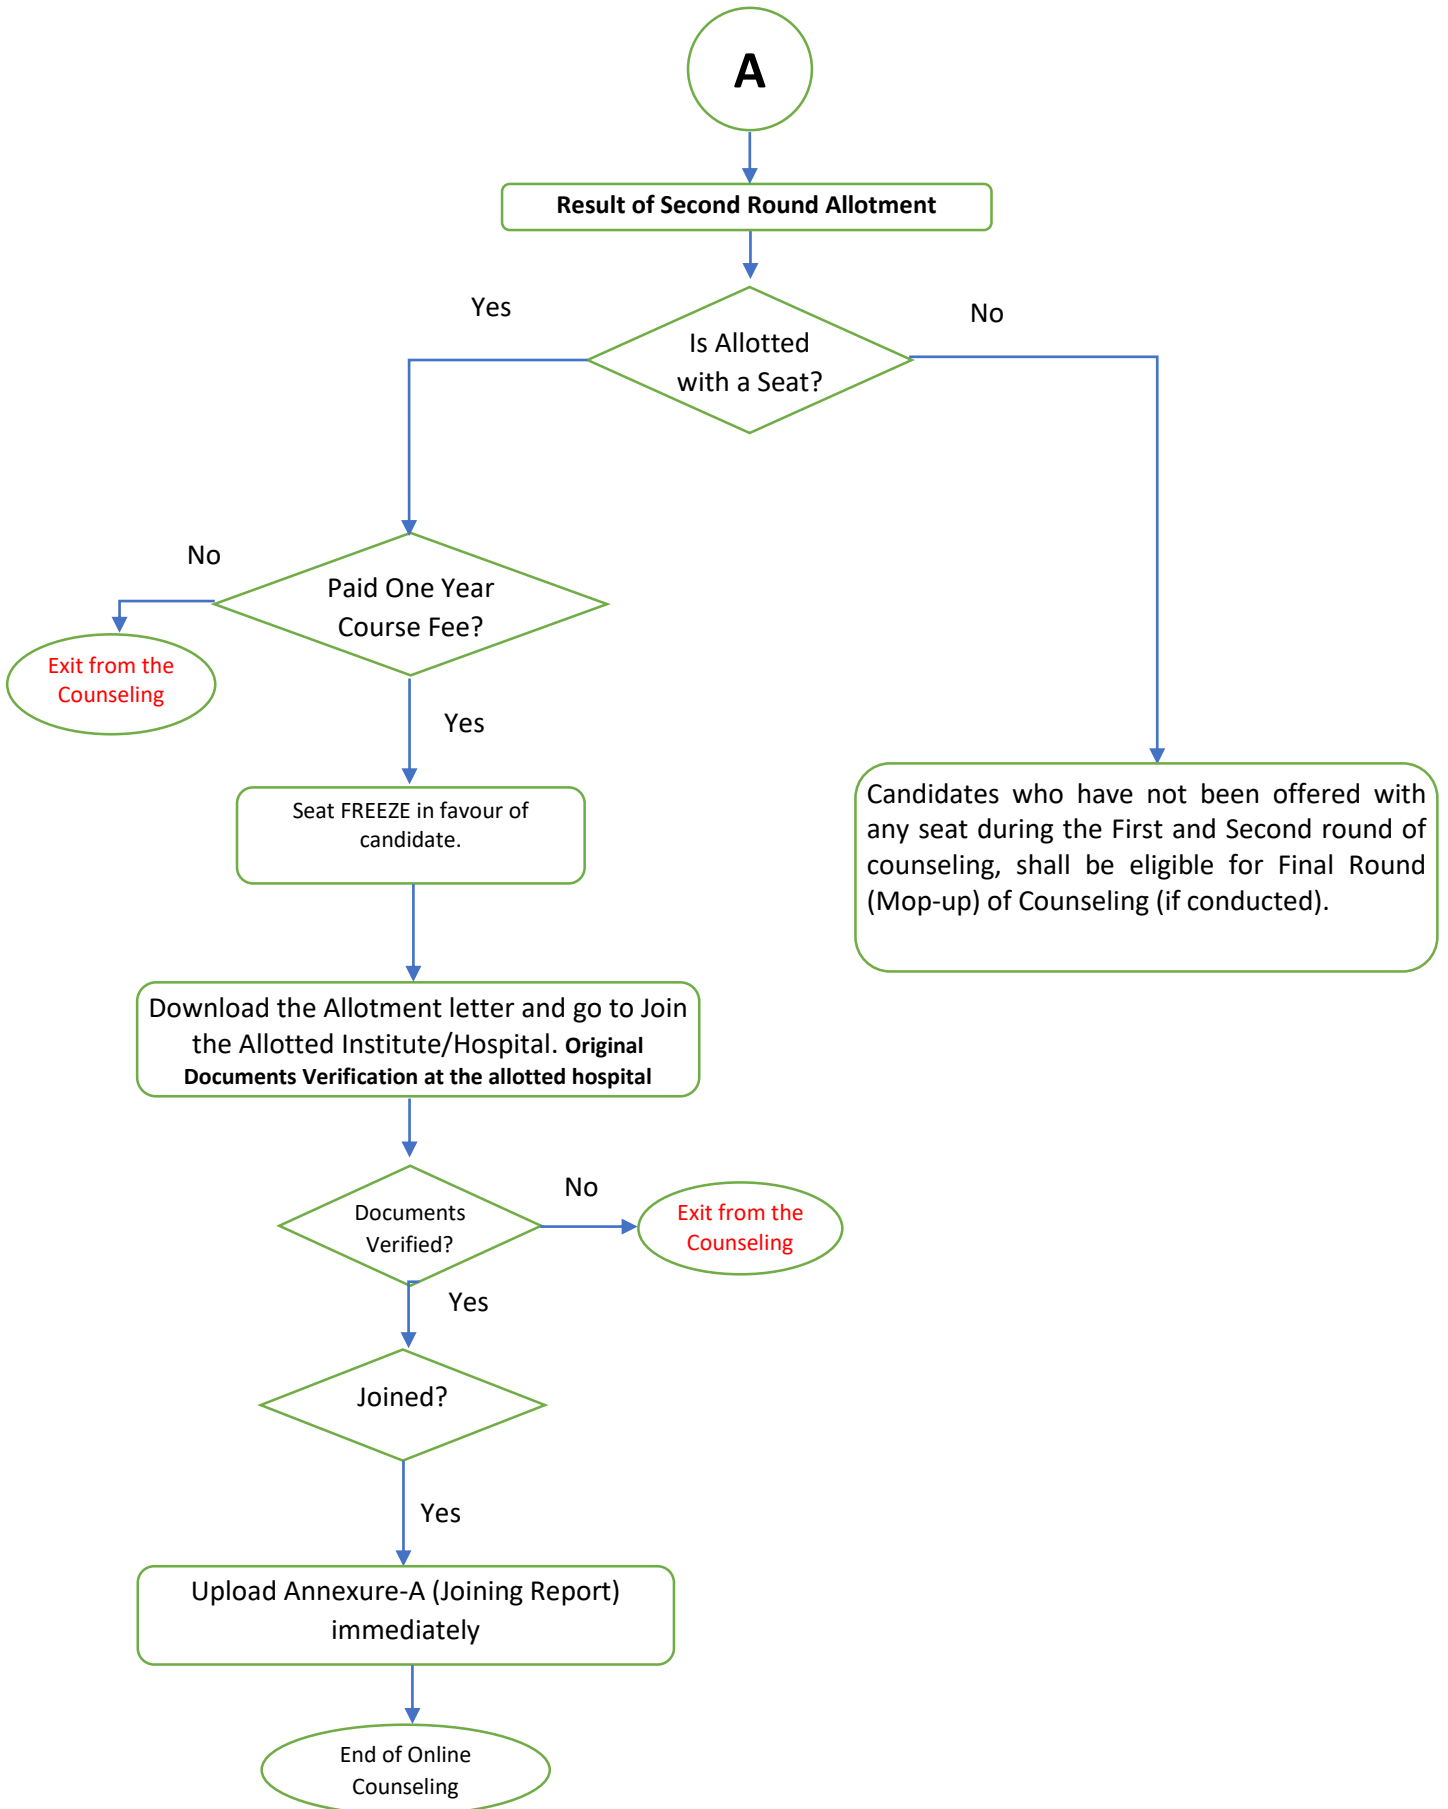 A
Result of Second Round Allotment
Yes
No
Is Allotted
with a Seat?
No
Paid One Year
Course Fee?
Exit from the
Counseling
Yes
Seat FREEZE in favour of
candidate.
Candidates who have not been offered with
any seat during the First and Second round of
counseling, shall be eligible for Final Round
(Mop-up) of Counseling (if conducted).
Download the Allotment letter and go to Join
the Allotted Institute/Hospital. Original
Documents Verification at the allotted hospital
Documents
Verified?
No
Exit from the
Counseling
Yes
Joined?
Yes
Upload Annexure-A (Joining Report)
immediately
End of Online
Counseling